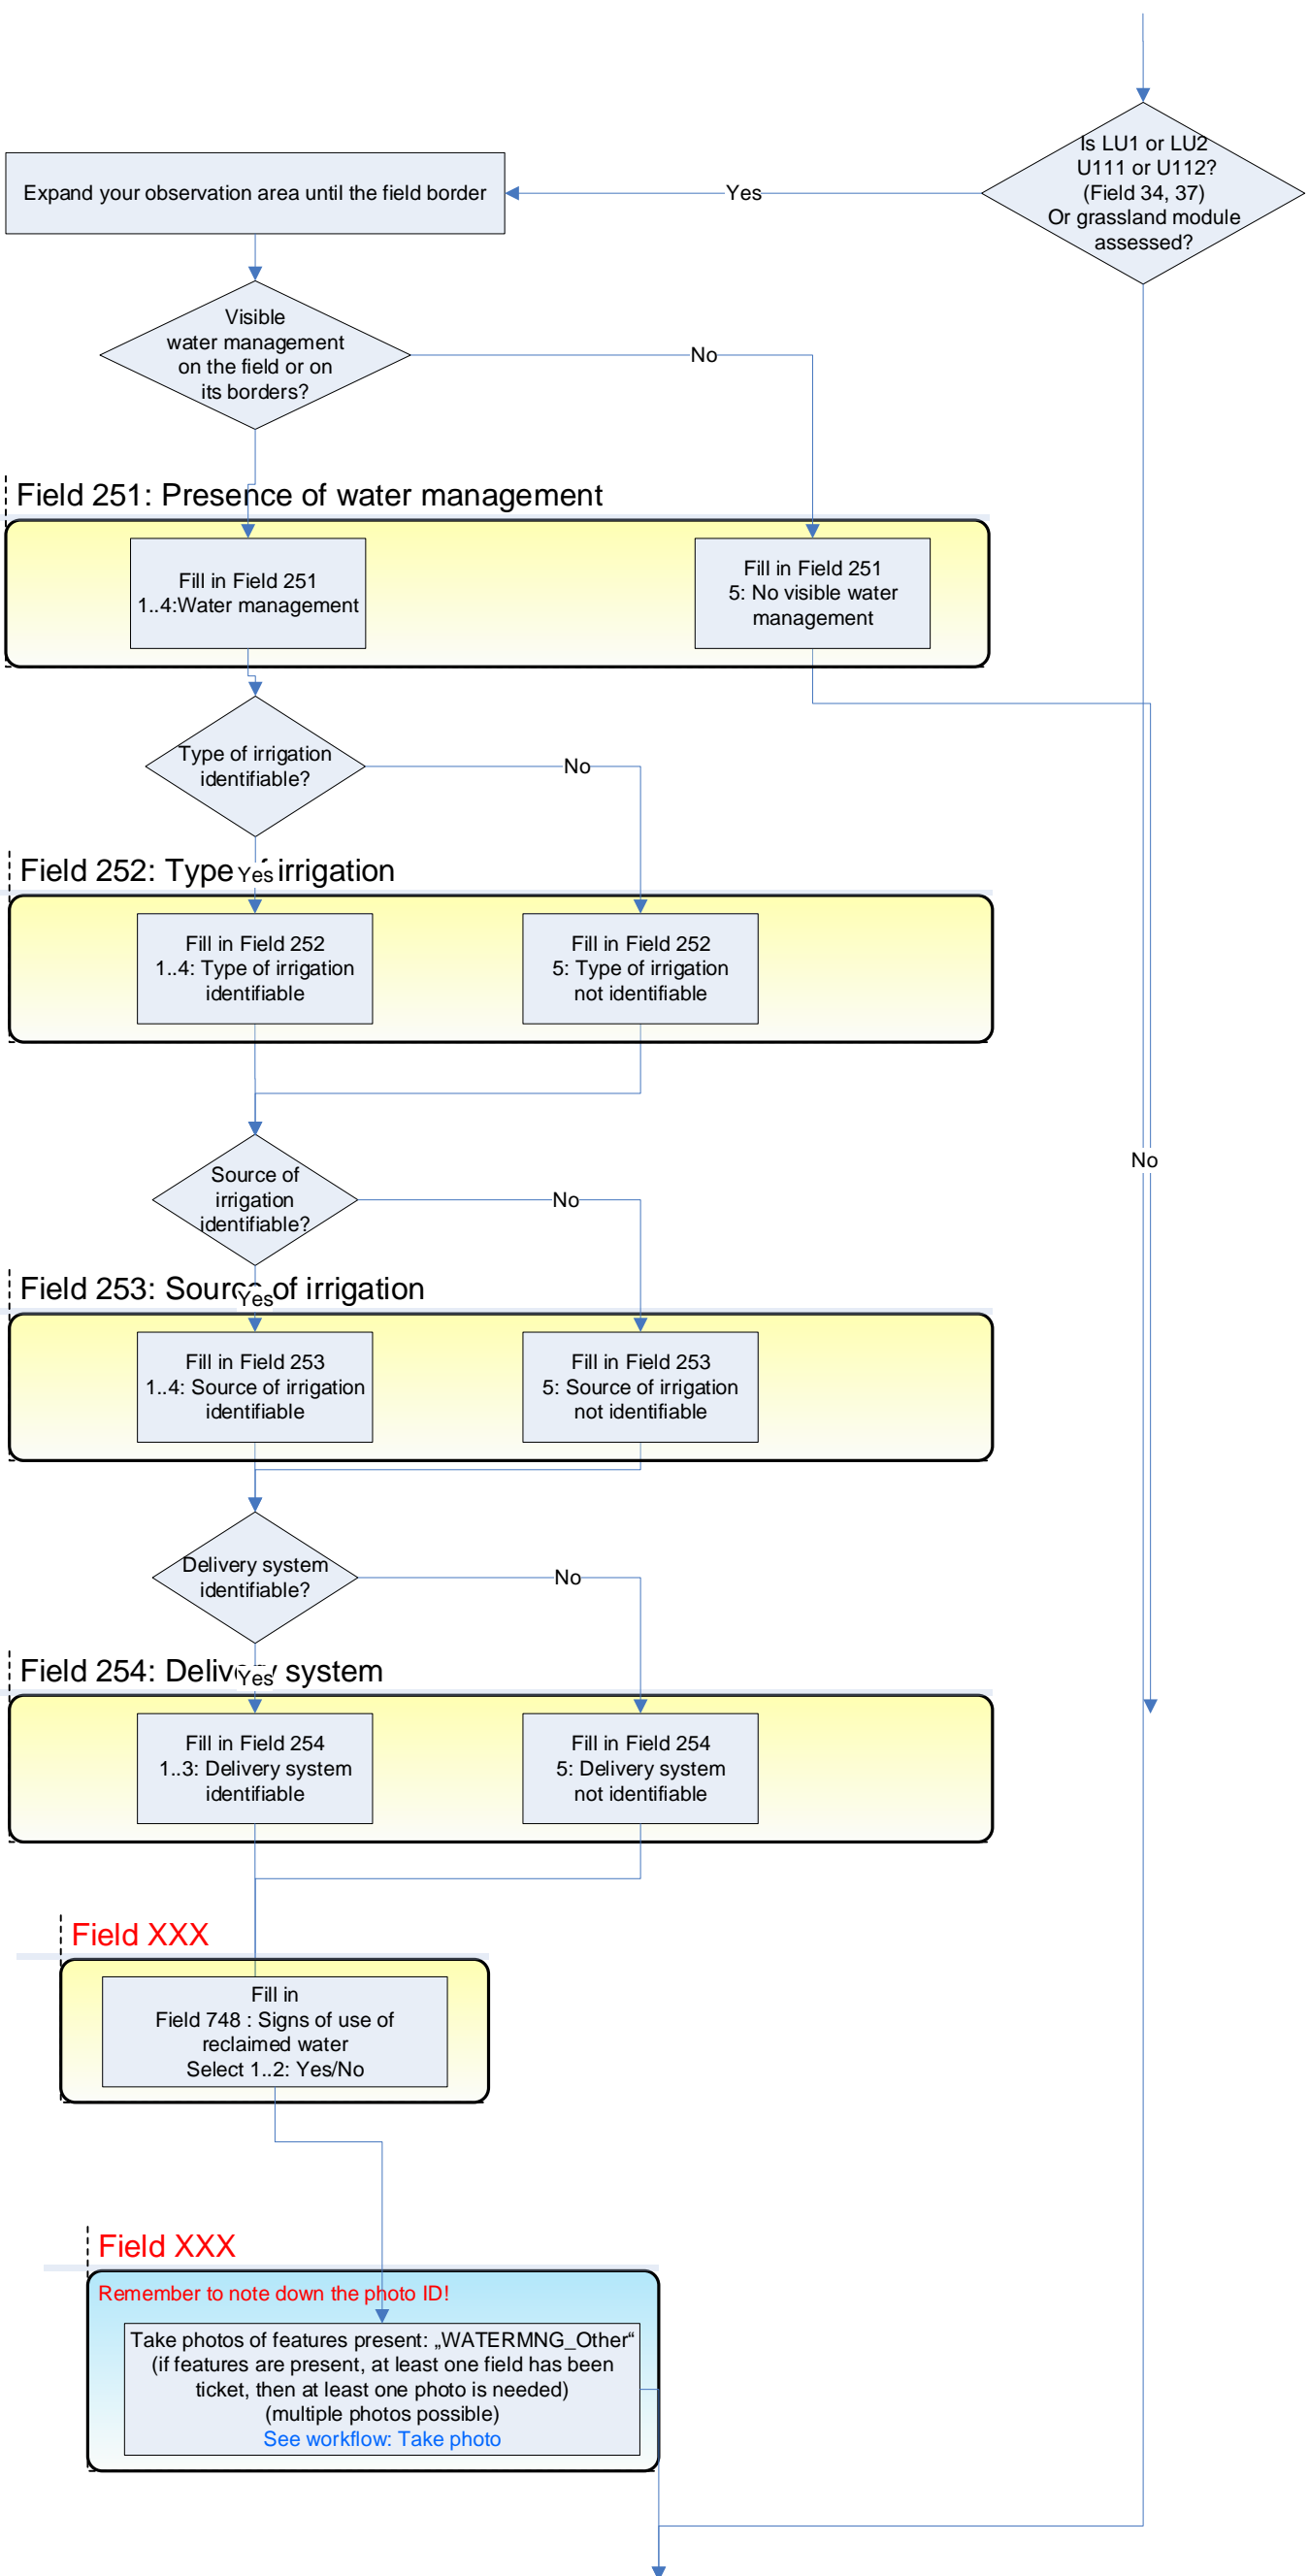 Is LU1 or LU2
U111 or U112?
(Field 34, 37)
Or grassland module
assessed?
Yes
Expand your observation area until the field border
Visible
water management
on the field or on
its borders?
No
Field 251: Presence of water management
Fill in Field 251
1..4:Water management
Fill in Field 251
5: No visible water
management
Type of irrigation
identifiable?
No
Field 252: Type of irrigation
Yes
Fill in Field 252
1..4: Type of irrigation
identifiable
Fill in Field 252
5: Type of irrigation
not identifiable
Source of
irrigation
identifiable?
No
No
Field 253: Source of irrigation
Yes
Fill in Field 253
1..4: Source of irrigation
identifiable
Fill in Field 253
5: Source of irrigation
not identifiable
Delivery system
identifiable?
No
Field 254: Delivery system
Yes
Fill in Field 254
1..3: Delivery system
identifiable
Fill in Field 254
5: Delivery system
not identifiable
Field XXX
Fill in
Field 748 : Signs of use of
reclaimed water
Select 1..2: Yes/No
Field XXX
Remember to note down the photo ID!
Take photos of features present: „WATERMNG_Other“
(if features are present, at least one field has been
ticket, then at least one photo is needed)
(multiple photos possible)
See workflow: Take photo